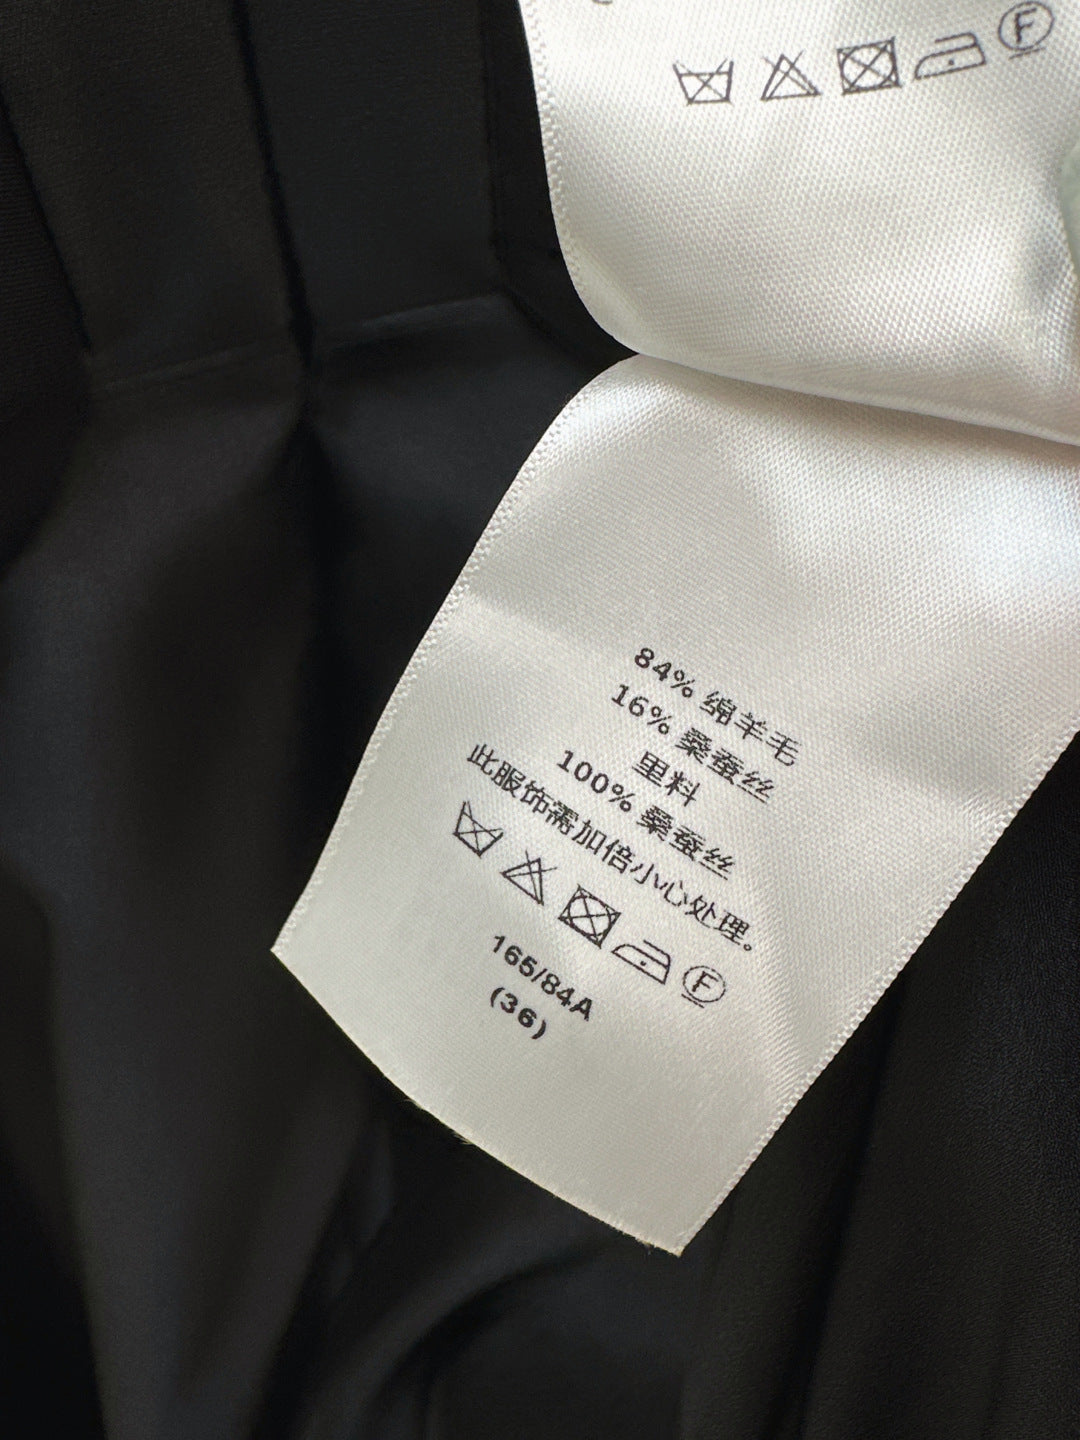 F
84% 绵羊毛
16% 桑蚕丝
里料
100% 桑蚕丝
此服饰需加倍小心处理。
F
165/84A
(36)